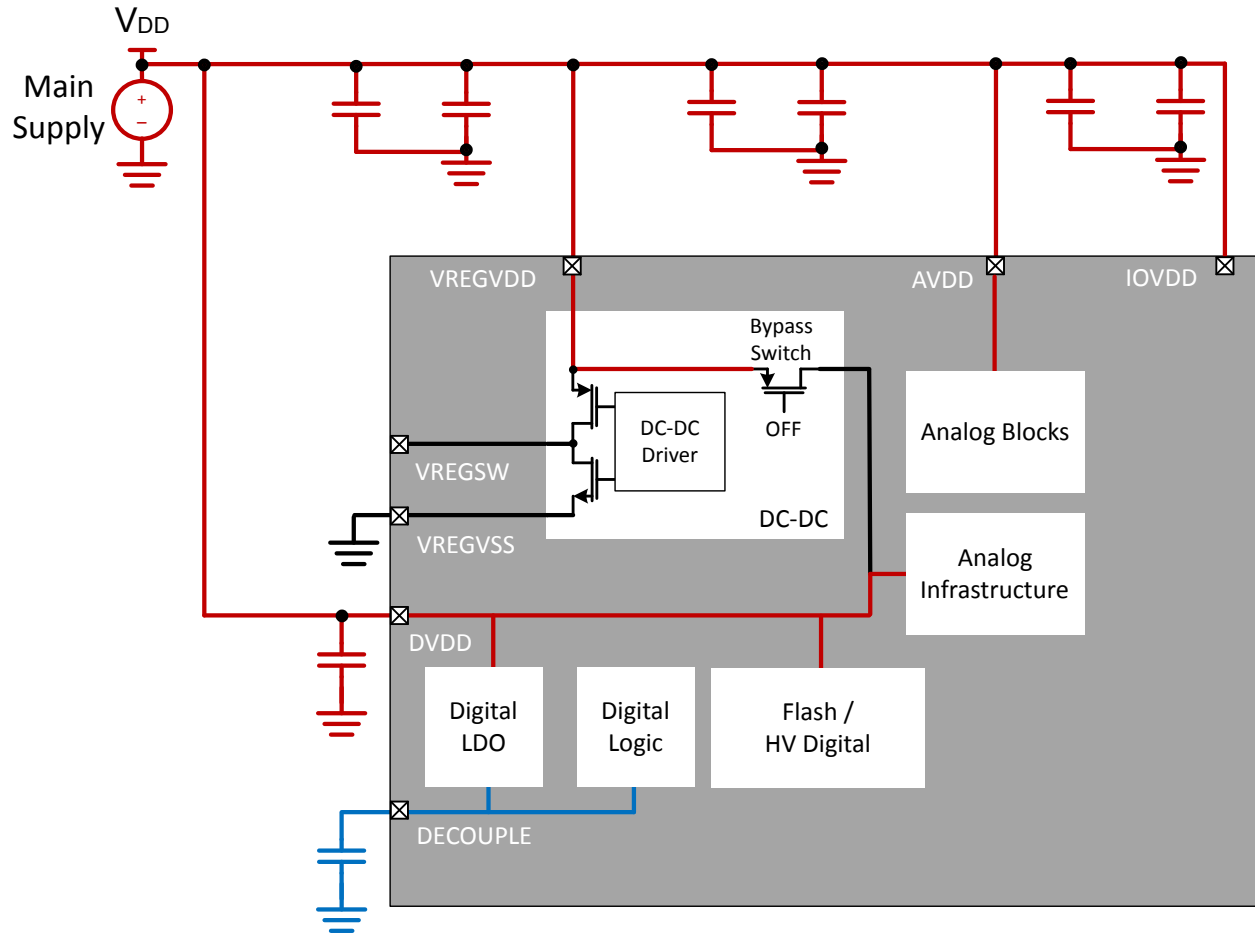 VDD
Main
Supply
+
–
VREGVDD
AVDD
IOVDD
Bypass
Switch
OFF
DC-DC
Driver
Analog Blocks
VREGSW
DC-DC
VREGVSS
Analog
Infrastructure
DVDD
Digital
LDO
Digital
Logic
Flash /
HV Digital
DECOUPLE